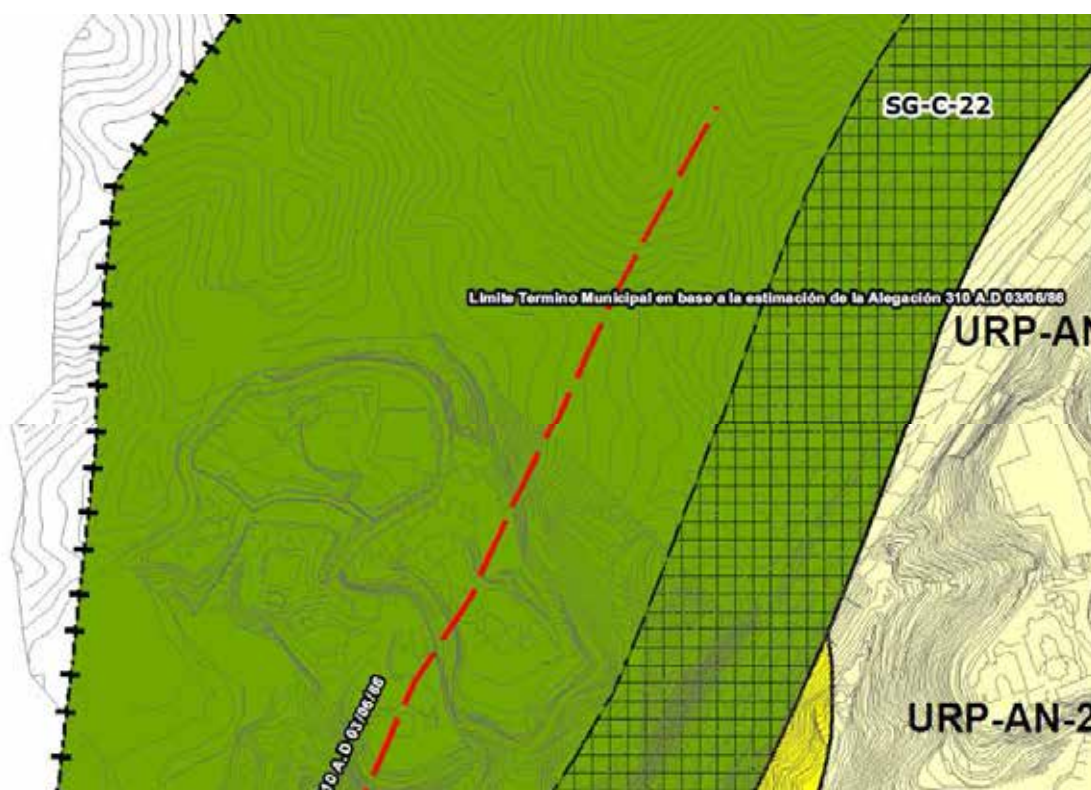 SG-C-22
Limite Termino Municipal en base a la estimación de la Alegación 310 A.D 03/06/86
URP-AN
URP-AN-2
10 A.D 03/06/86